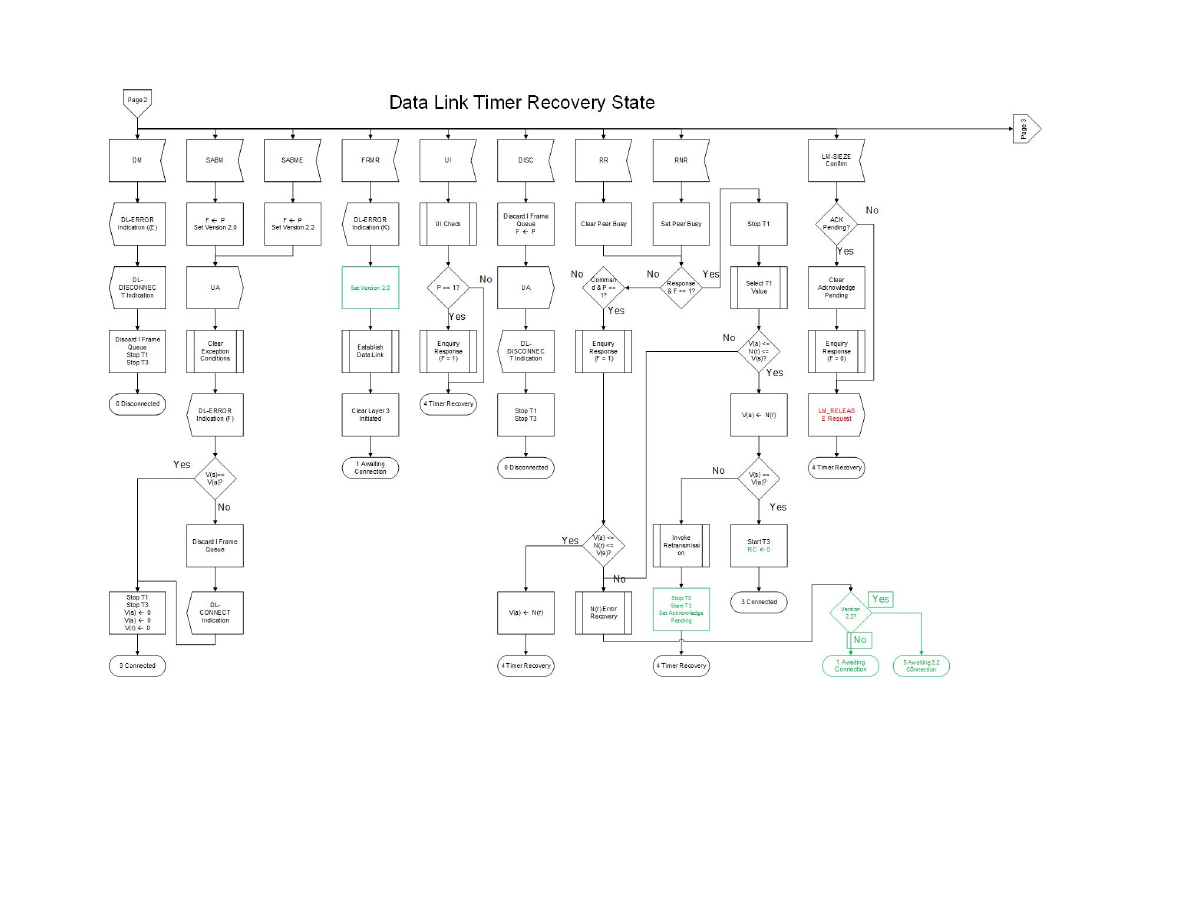 Page 2
Data Link Timer Recovery State
Page 3
DM
SABM
SABME
FRMR
UI
DISC
RR
RNR
LM-SIEZE
Confirm
DL-ERROR
Indication (E)
F ← P
Set Version 2.0
F ← P
Set Version 2.2
DL-ERROR
Indication (K)
UI Check
Discard I Frame
Queue
F ← P
Clear Peer Busy
Set Peer Busy
Stop T1
ACK
Pending?
No
Yes
DL-
DISCONNEC
T Indication
UA
Set Version 2.0
P == 1?
No
Yes
UA
No
Comman
d & P ==
1?
Yes
No
Response
& F == 1?
Yes
Select T1
Value
Clear
Acknowledge
Pending
Discard I Frame
Queue
Stop T1
Stop T3
Clear
Exception
Conditions
Establish
Data Link
Enquiry
Response
(F = 1)
DL-
DISCONNEC
T Indication
Enquiry
Response
(F = 1)
No
V(a) <=
N(r) <=
V(s)?
Yes
Enquiry
Response
(F = 0)
0 Disconnected
DL-ERROR
Indication (F)
Clear Layer 3
Initiated
4 Timer Recovery
Stop T1
Stop T3
V(a) ← N(r)
LM_RELEAS
E Request
Yes
V(s)==
V(a)?
No
1 Awaiting
Connection
0 Disconnected
No
V(s) ==
V(a)?
Yes
4 Timer Recovery
Discard I Frame
Queue
Yes
V(a) <=
N(r) <=
V(s)?
No
Invoke
Retransmissi
on
Start T3
RC ← 0
Stop T1
Stop T3
V(s) ← 0
V(a) ← 0
V(r) ← 0
DL-
CONNECT
Indication
V(a) ← N(r)
N(r) Error
Recovery
Stop T3
Start T1
Set Acknowledge
Pending
3 Connected
Version
2.2?
Yes
No
3 Connected
4 Timer Recovery
4 Timer Recovery
1 Awaiting
Connection
5 Awaiting 2.2
COnnection